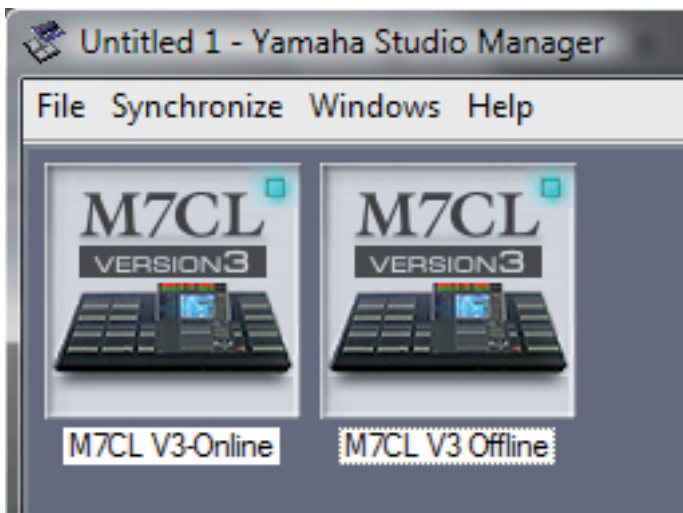 Untitled 1 - Yamaha Studio Manager
File Synchronize Windows Help
M7CL M7CL
VERSION3 VERSION3
M7CL V3-Online M7CL V3 Offline